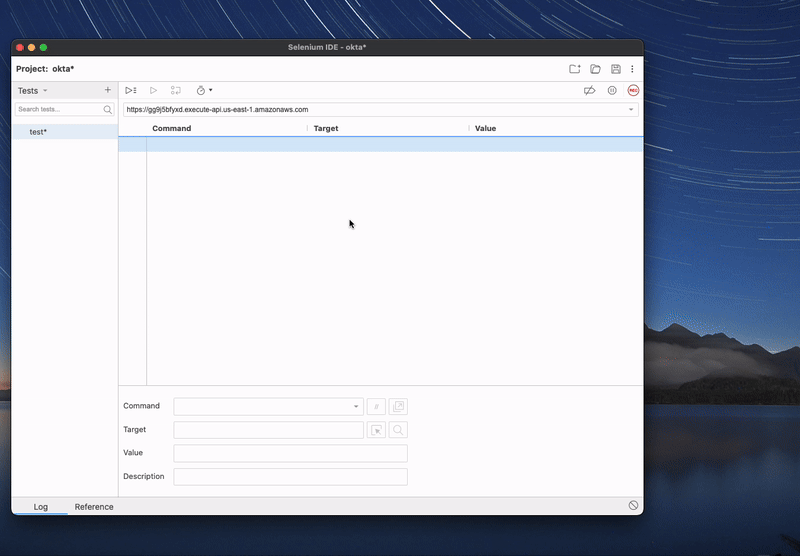 Selenium IDE - okta*
Project: okta*
Tests
Search tests...
test*
https://gg9j5bfyxd.execute-api.us-east-1.amazonaws.com
REC
Command Target Value
Command
//
Target
Value
Description
Log Reference